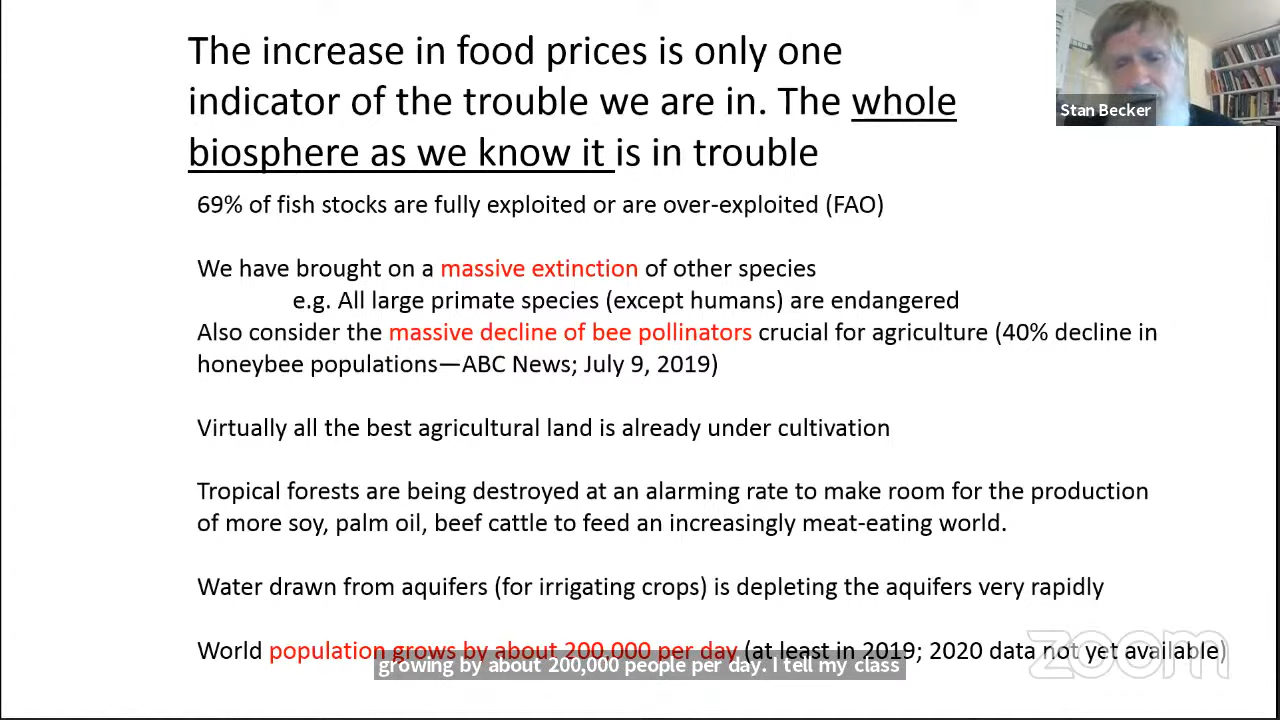 The increase in food prices is only one
indicator of the trouble we are in. The whole
biosphere as we know it is in trouble
Stan Becker
69% of fish stocks are fully exploited or are over-exploited (FAO)
We have brought on a massive extinction of other species
e.g. All large primate species (except humans) are endangered
Also consider the massive decline of bee pollinators crucial for agriculture (40% decline in
honeybee populations—ABC News; July 9, 2019)
Virtually all the best agricultural land is already under cultivation
Tropical forests are being destroyed at an alarming rate to make room for the production
of more soy, palm oil, beef cattle to feed an increasingly meat-eating world.
Water drawn from aquifers (for irrigating crops) is depleting the aquifers very rapidly
World population grows by about 200,000 per day (at least in 2019; 2020 data not yet available)
growing by about 200,000 people per day. I tell my class
zoom